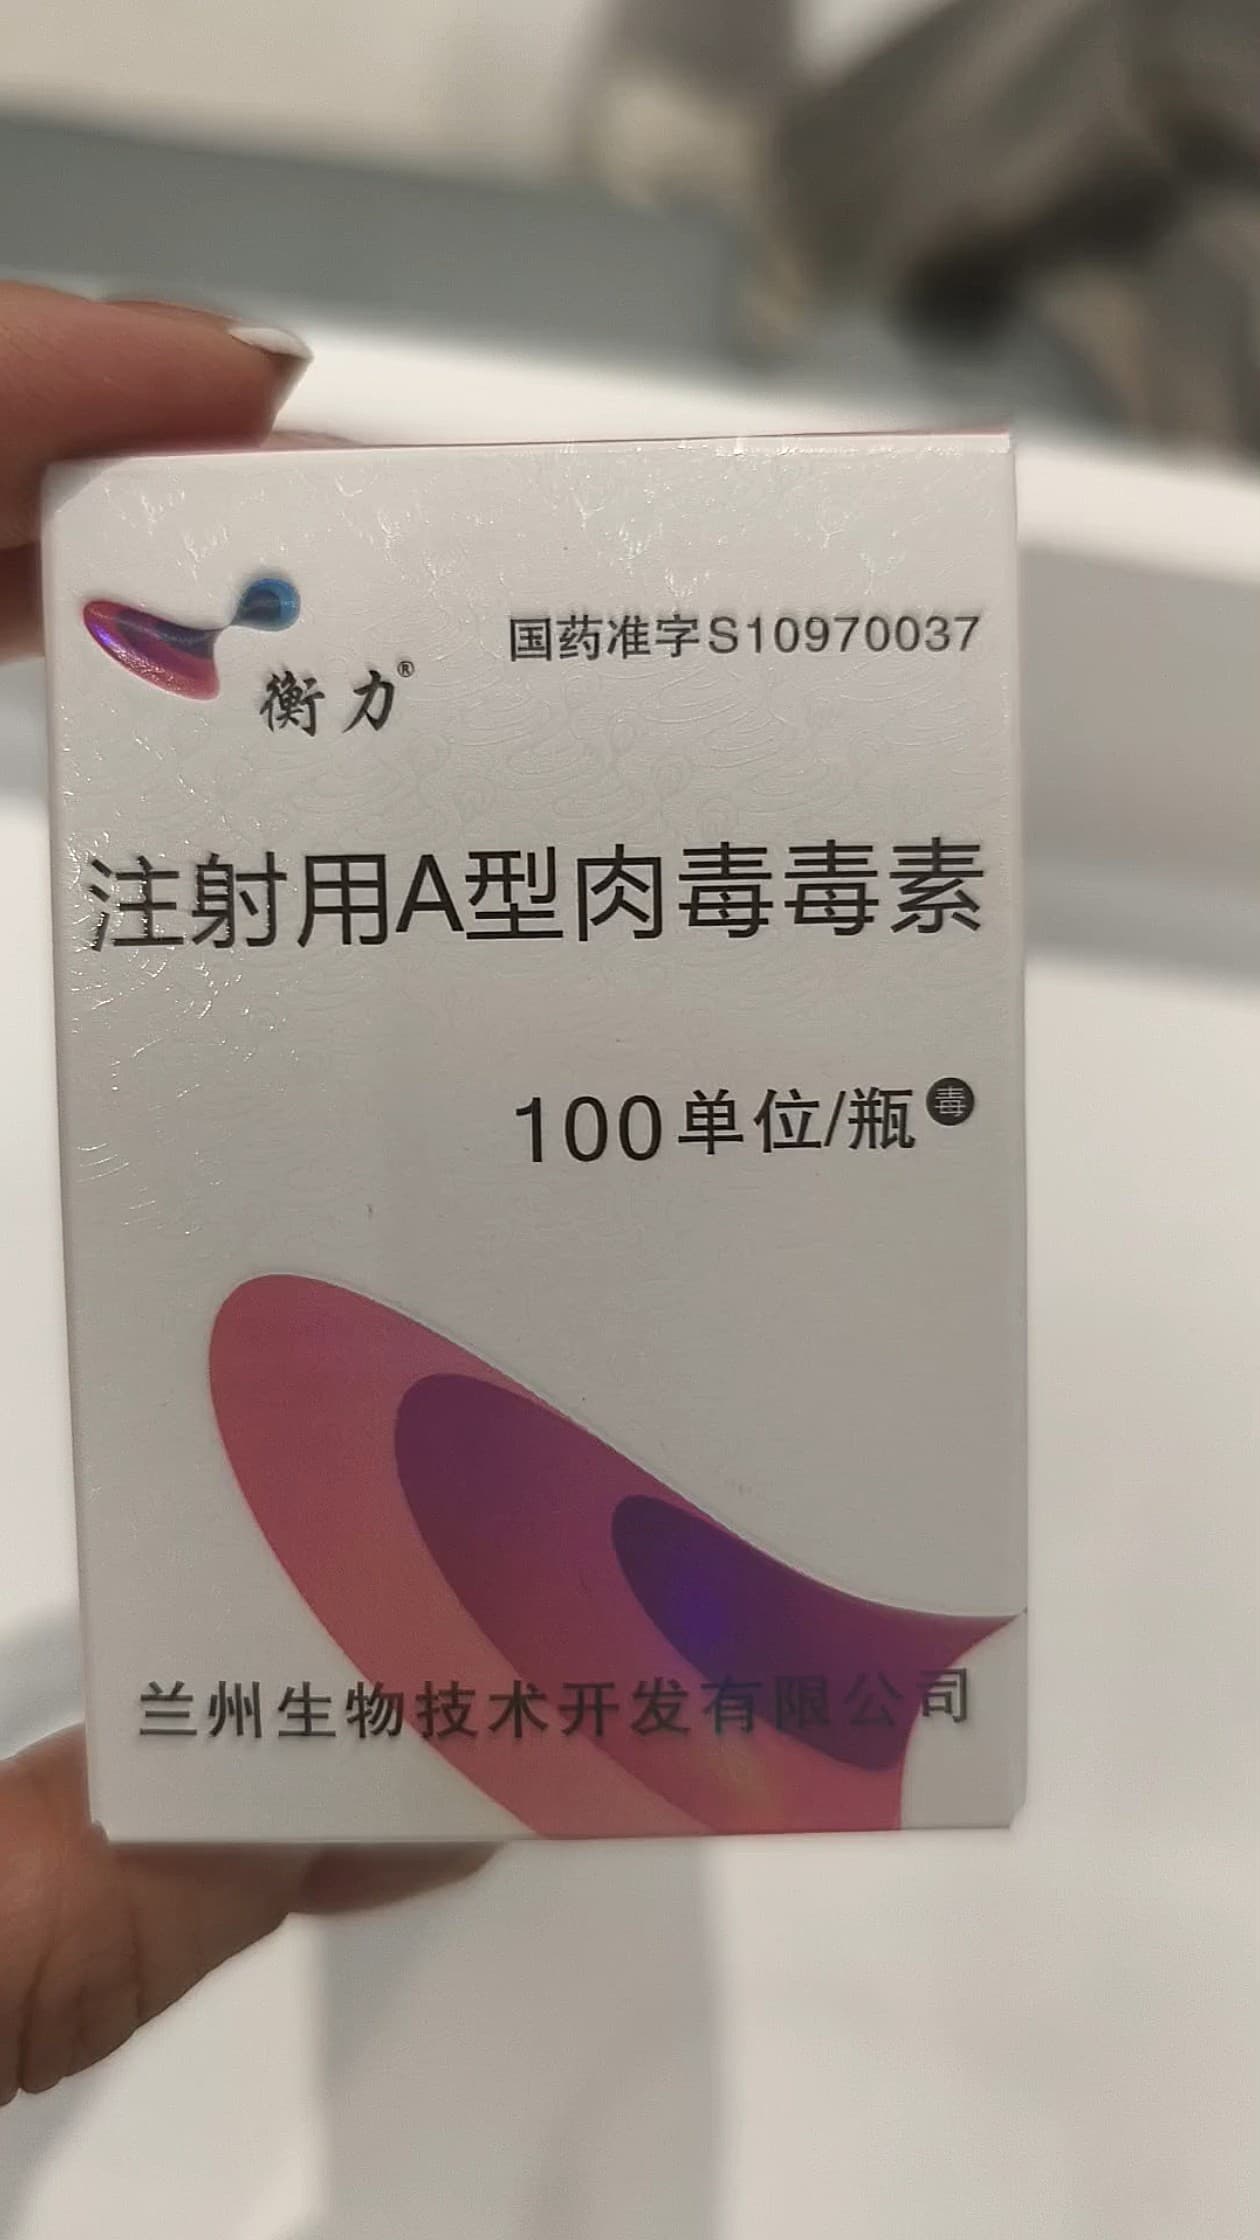 国药准字S10970037
衡力®
注射用A型肉毒毒素
100单位/瓶 毒
兰州生物技术开发有限公司